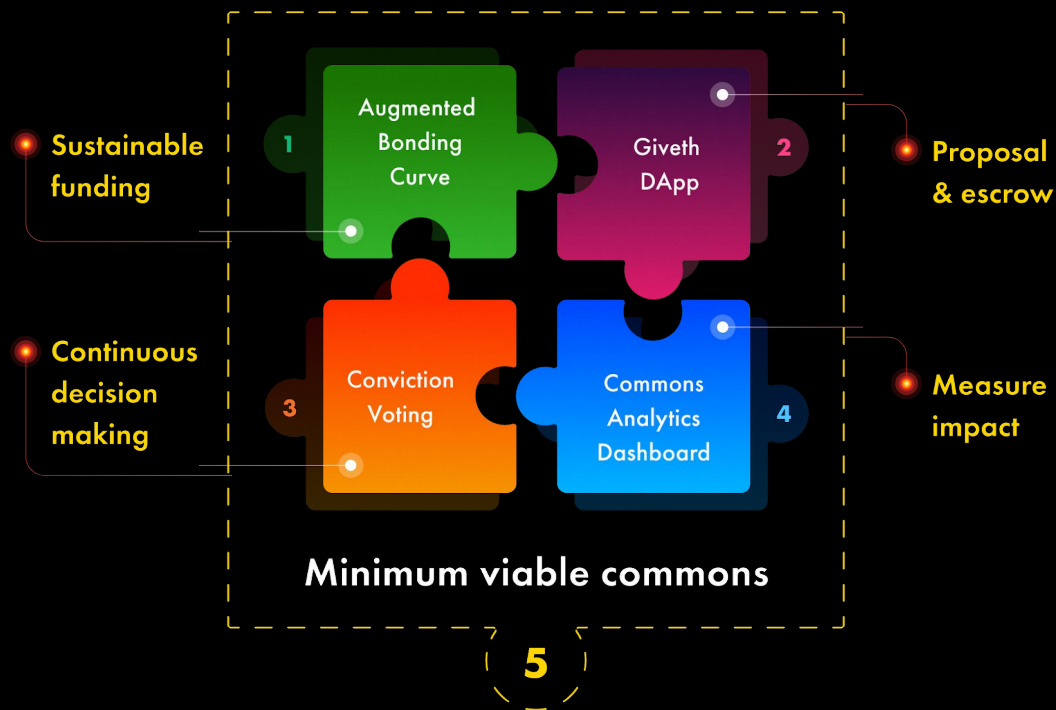 Sustainable
funding
1
Augmented
Bonding
Curve
Giveth
DApp
2
Proposal
& escrow
Continuous
decision
making
3
Conviction
Voting
Commons
Analytics
Dashboard
4
Measure
impact
Minimum viable commons
5